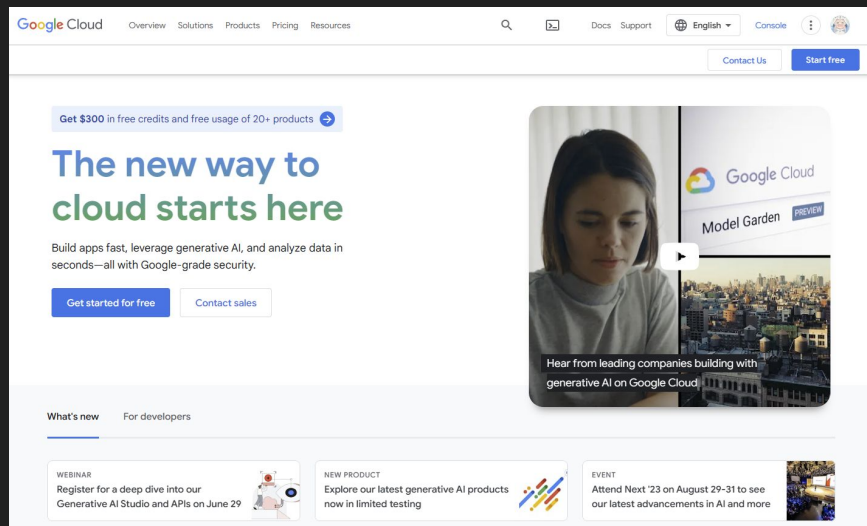 Google Cloud
Overview
Solutions
Products
Pricing
Resources
Docs
Support
English
Console
Contact Us
Start free
Get $300 in free credits and free usage of 20+ products
The new way to
cloud starts here
Build apps fast, leverage generative AI, and analyze data in
seconds—all with Google-grade security.
Get started for free
Contact sales
Google Cloud
Model Garden
PREVIEW
Hear from leading companies building with
generative AI on Google Cloud
What's new
For developers
WEBINAR
Register for a deep dive into our
Generative AI Studio and APIs on June 29
NEW PRODUCT
Explore our latest generative AI products
now in limited testing
EVENT
Attend Next '23 on August 29-31 to see
our latest advancements in AI and more